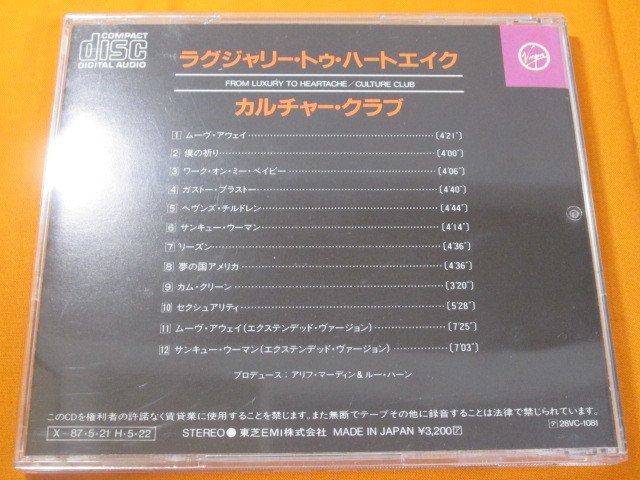 COMPACT
disc
DIGITAL AUDIO
ラグジャリー・トゥ・ハートエイク
FROM LUXURY TO HEARTACHE／CULTURE CLUB
カルチャー・クラブ
Virgin
1 ムーヴ・アウェイ〔4′21″〕
2 僕の祈り〔4′00″〕
3 ワーク・オン・ミー・ベイビー〔4′06″〕
4 ガストー・ブラストー〔4′40″〕
5 ヘヴンズ・チルドレン〔4′44″〕
6 サンキュー・ウーマン〔4′14″〕
7 リーズン〔4′36″〕
8 夢の国アメリカ〔4′36″〕
9 カム・クリーン〔3′20″〕
10 セクシュアリティ〔5′28″〕
11 ムーヴ・アウェイ（エクステンデッド・ヴァージョン）〔7′25″〕
12 サンキュー・ウーマン（エクステンデッド・ヴァージョン）〔7′03″〕
プロデュース：アリフ・マーディン＆ルー・ハーン
このCDを権利者の許諾なく賃貸業に使用することを禁じます。また無断でテープその他に録音することは法律で禁じられています。
X－87・5・21 H・5・22 STEREO 東芝EMI株式会社 MADE IN JAPAN ¥3,200 28VC-1081